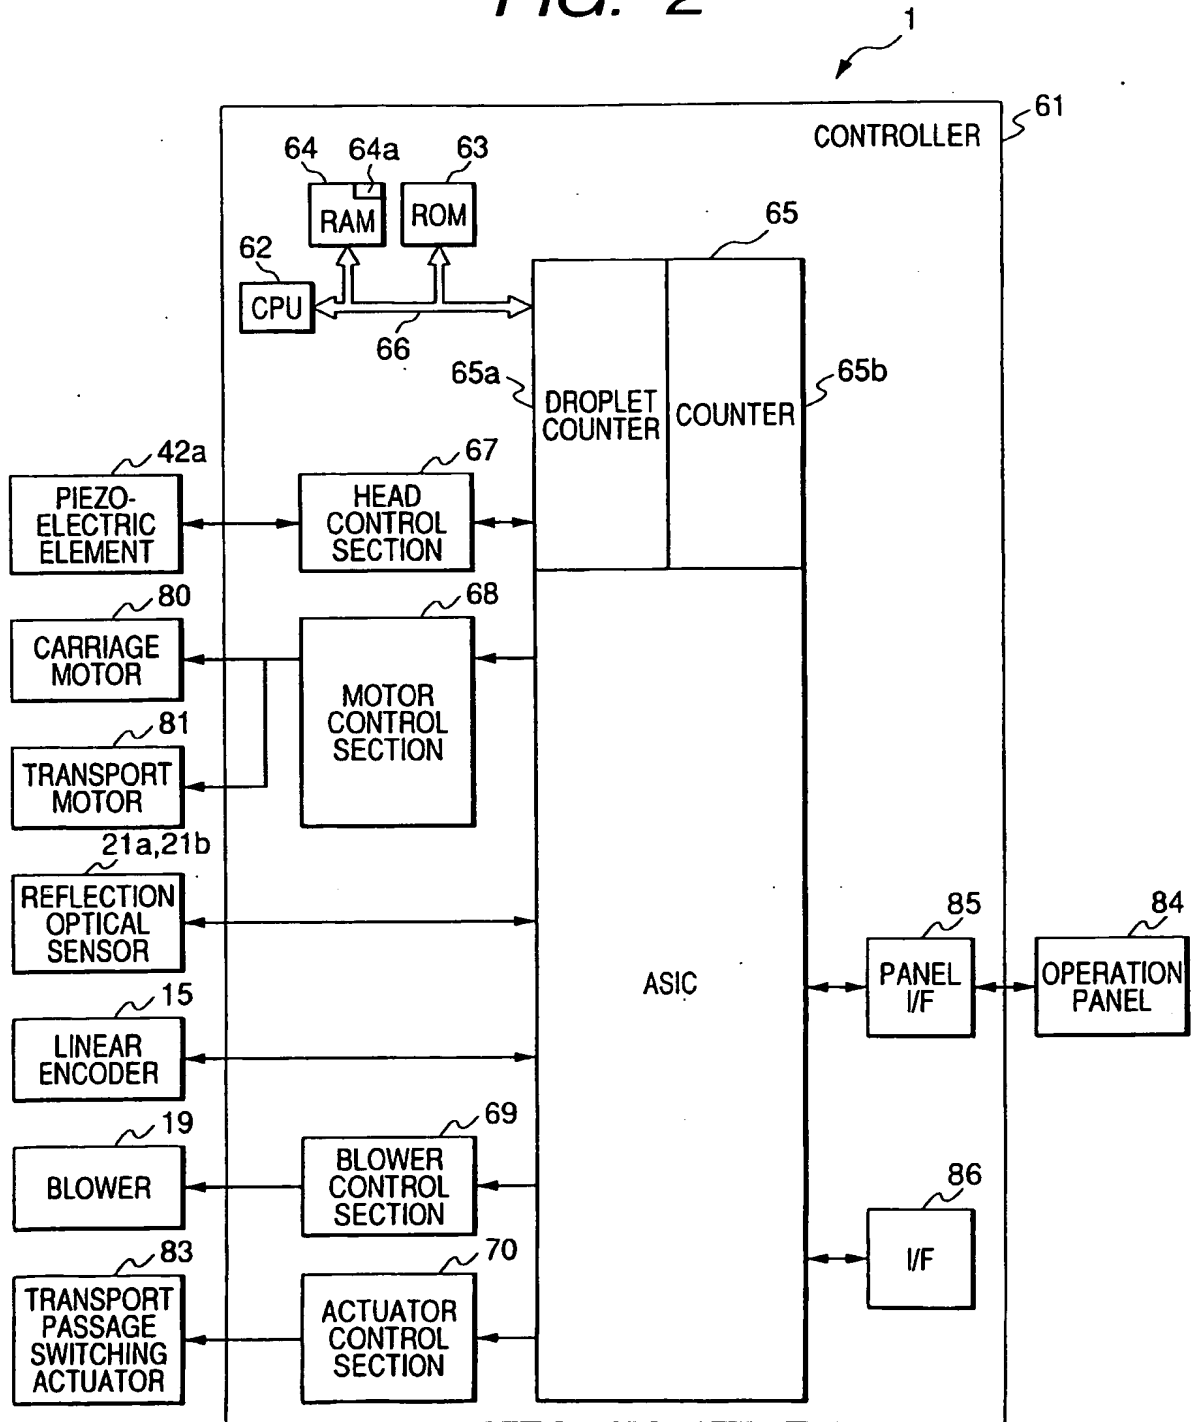 FIG. 2
1
61
CONTROLLER
64
64a
63
RAM
ROM
62
CPU
66
65
65a
65b
DROPLET
COUNTER
COUNTER
42a
PIEZO-
ELECTRIC
ELEMENT
67
HEAD
CONTROL
SECTION
80
CARRIAGE
MOTOR
68
MOTOR
CONTROL
SECTION
81
TRANSPORT
MOTOR
21a,21b
REFLECTION
OPTICAL
SENSOR
ASIC
85
PANEL
I/F
84
OPERATION
PANEL
15
LINEAR
ENCODER
19
BLOWER
69
BLOWER
CONTROL
SECTION
86
I/F
83
TRANSPORT
PASSAGE
SWITCHING
ACTUATOR
70
ACTUATOR
CONTROL
SECTION